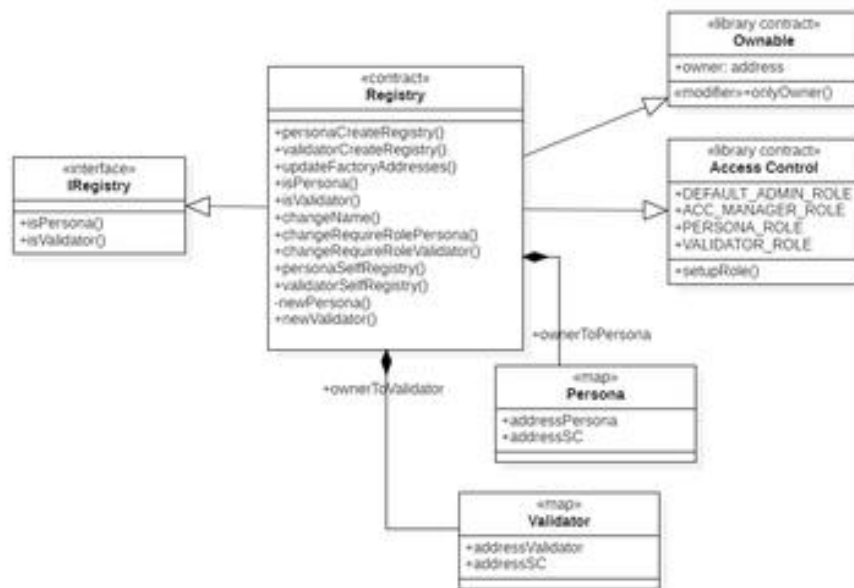 «library contract»
Ownable
+owner: address
«modifier»+onlyOwner()
«contract»
Registry
+personaCreateRegistry()
+validatorCreateRegistry()
+updateFactoryAddresses()
+isPersona()
+isValidator()
+changeName()
+changeRequireRolePersona()
+changeRequireRoleValidator()
+personaSelfRegistry()
+validatorSelfRegistry()
-newPersona()
+newValidator()
«library contract»
Access Control
+DEFAULT_ADMIN_ROLE
+ACC_MANAGER_ROLE
+PERSONA_ROLE
+VALIDATOR_ROLE
+setupRole()
«interface»
IRegistry
+isPersona()
+isValidator()
+ownerToPersona
+ownerToValidator
«map»
Persona
+addressPersona
+addressSC
«map»
Validator
+addressValidator
+addressSC